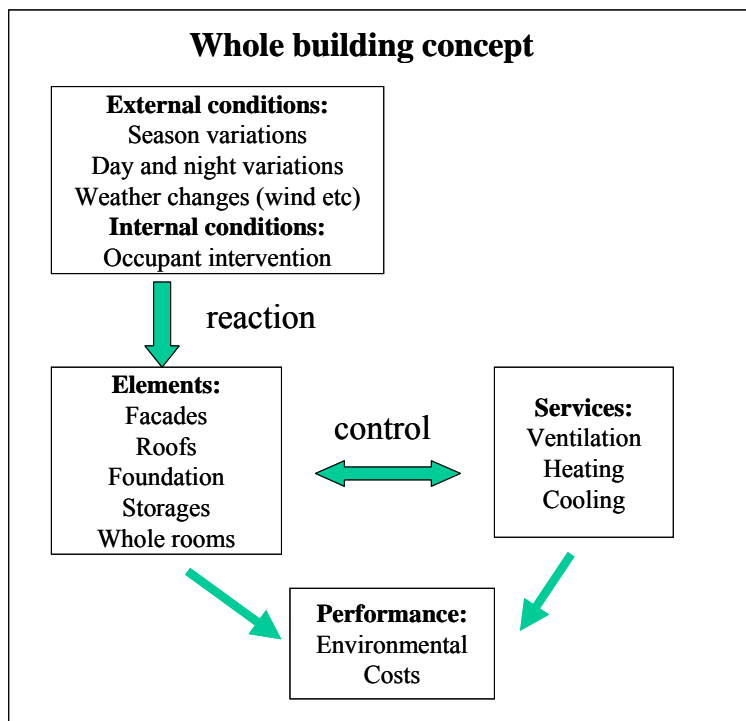 Whole building concept
External conditions:
Season variations
Day and night variations
Weather changes (wind etc)
Internal conditions:
Occupant intervention
reaction
Elements:
Facades
Roofs
Foundation
Storages
Whole rooms
control
Services:
Ventilation
Heating
Cooling
Performance:
Environmental
Costs